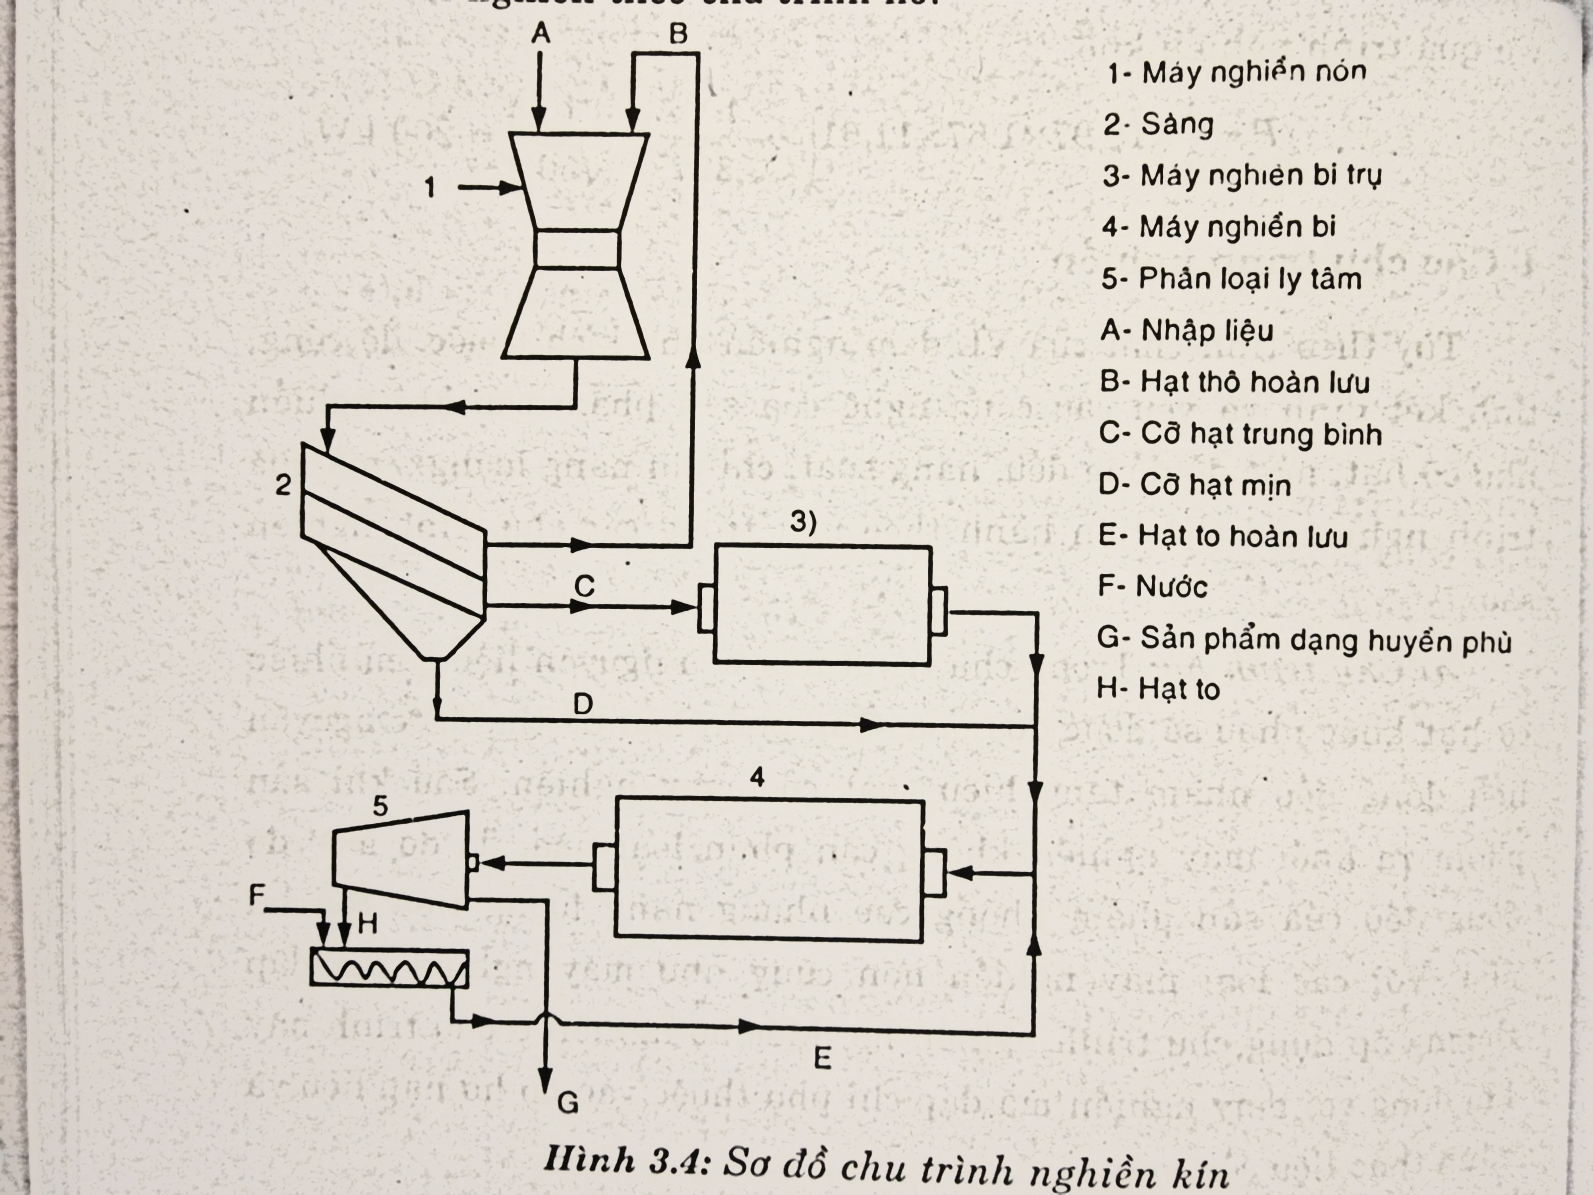 A
B
1
2
C
3)
D
4
5
F
H
E
G
1- Máy nghiền nón
2- Sàng
3- Máy nghiền bi trụ
4- Máy nghiền bi
5- Phân loại ly tâm
A- Nhập liệu
B- Hạt thô hoàn lưu
C- Cỡ hạt trung bình
D- Cỡ hạt mịn
E- Hạt to hoàn lưu
F- Nước
G- Sản phẩm dạng huyền phù
H- Hạt to
Hình 3.4: Sơ đồ chu trình nghiền kín